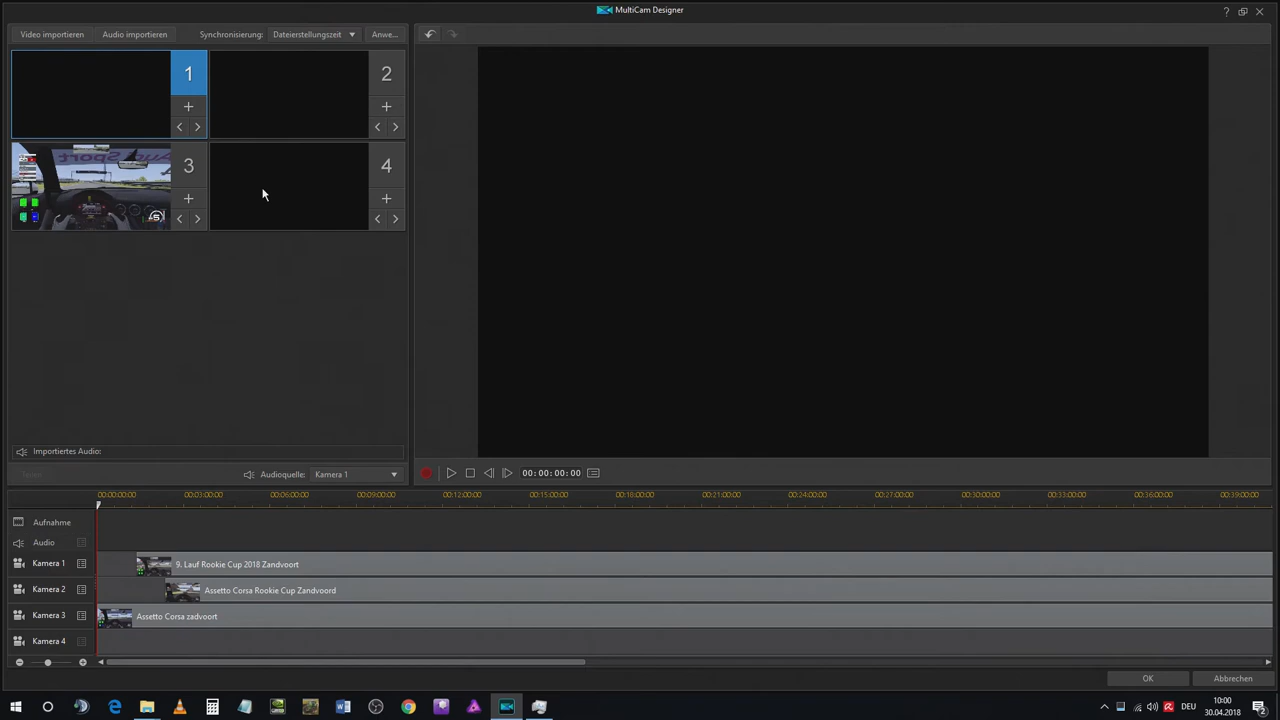 MultiCam Designer
Video importieren Audio importieren Synchronisierung: Dateierstellungszeit Anwe...
1 2
3 4
Importiertes Audio:
Audioquelle: Kamera 1 00:00:00:00
00:00:00:00 00:03:00:00 00:06:00:00 00:09:00:00 00:12:00:00 00:15:00:00 00:18:00:00 00:21:00:00 00:24:00:00 00:27:00:00 00:30:00:00 00:33:00:00 00:36:00:00 00:39:00:00
Aufnahme
Audio
Kamera 1 9. Lauf Rookie Cup 2018 Zandvoort
Kamera 2 Assetto Corsa Rookie Cup Zandvoord
Kamera 3 Assetto Corsa zadvoort
Kamera 4
OK Abbrechen
DEU 10:00
30.04.2018